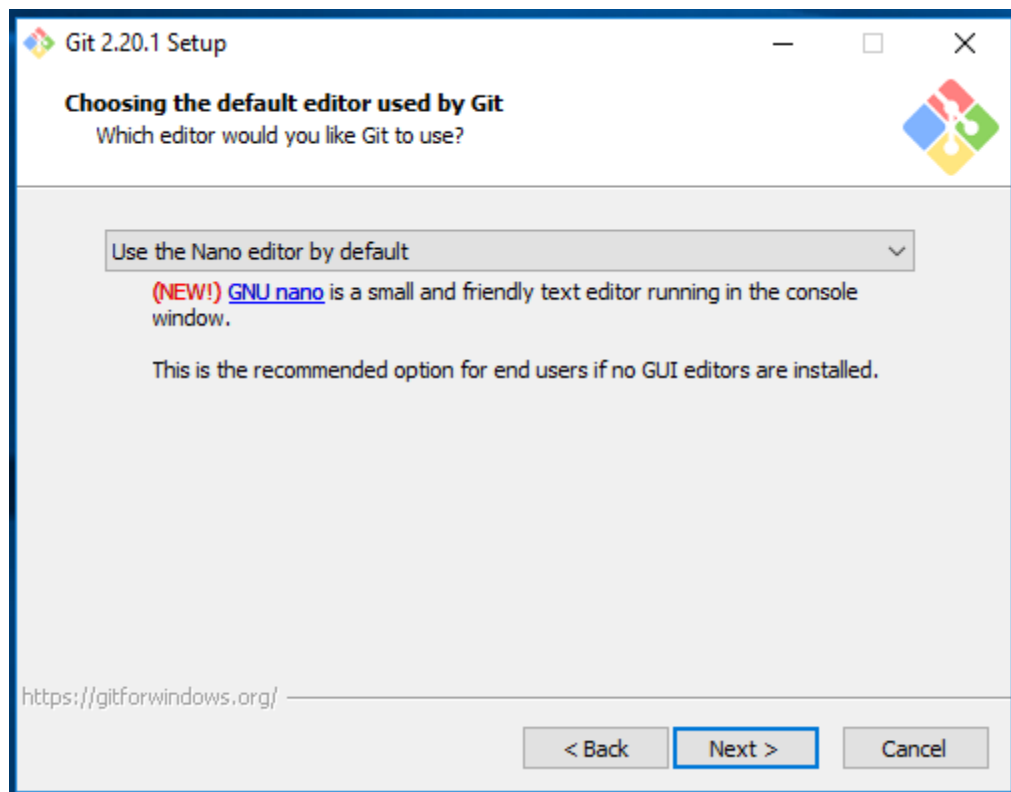 Git 2.20.1 Setup
Choosing the default editor used by Git
Which editor would you like Git to use?
Use the Nano editor by default
(NEW!) GNU nano is a small and friendly text editor running in the console
window.
This is the recommended option for end users if no GUI editors are installed.
https://gitforwindows.org/
< Back Next > Cancel